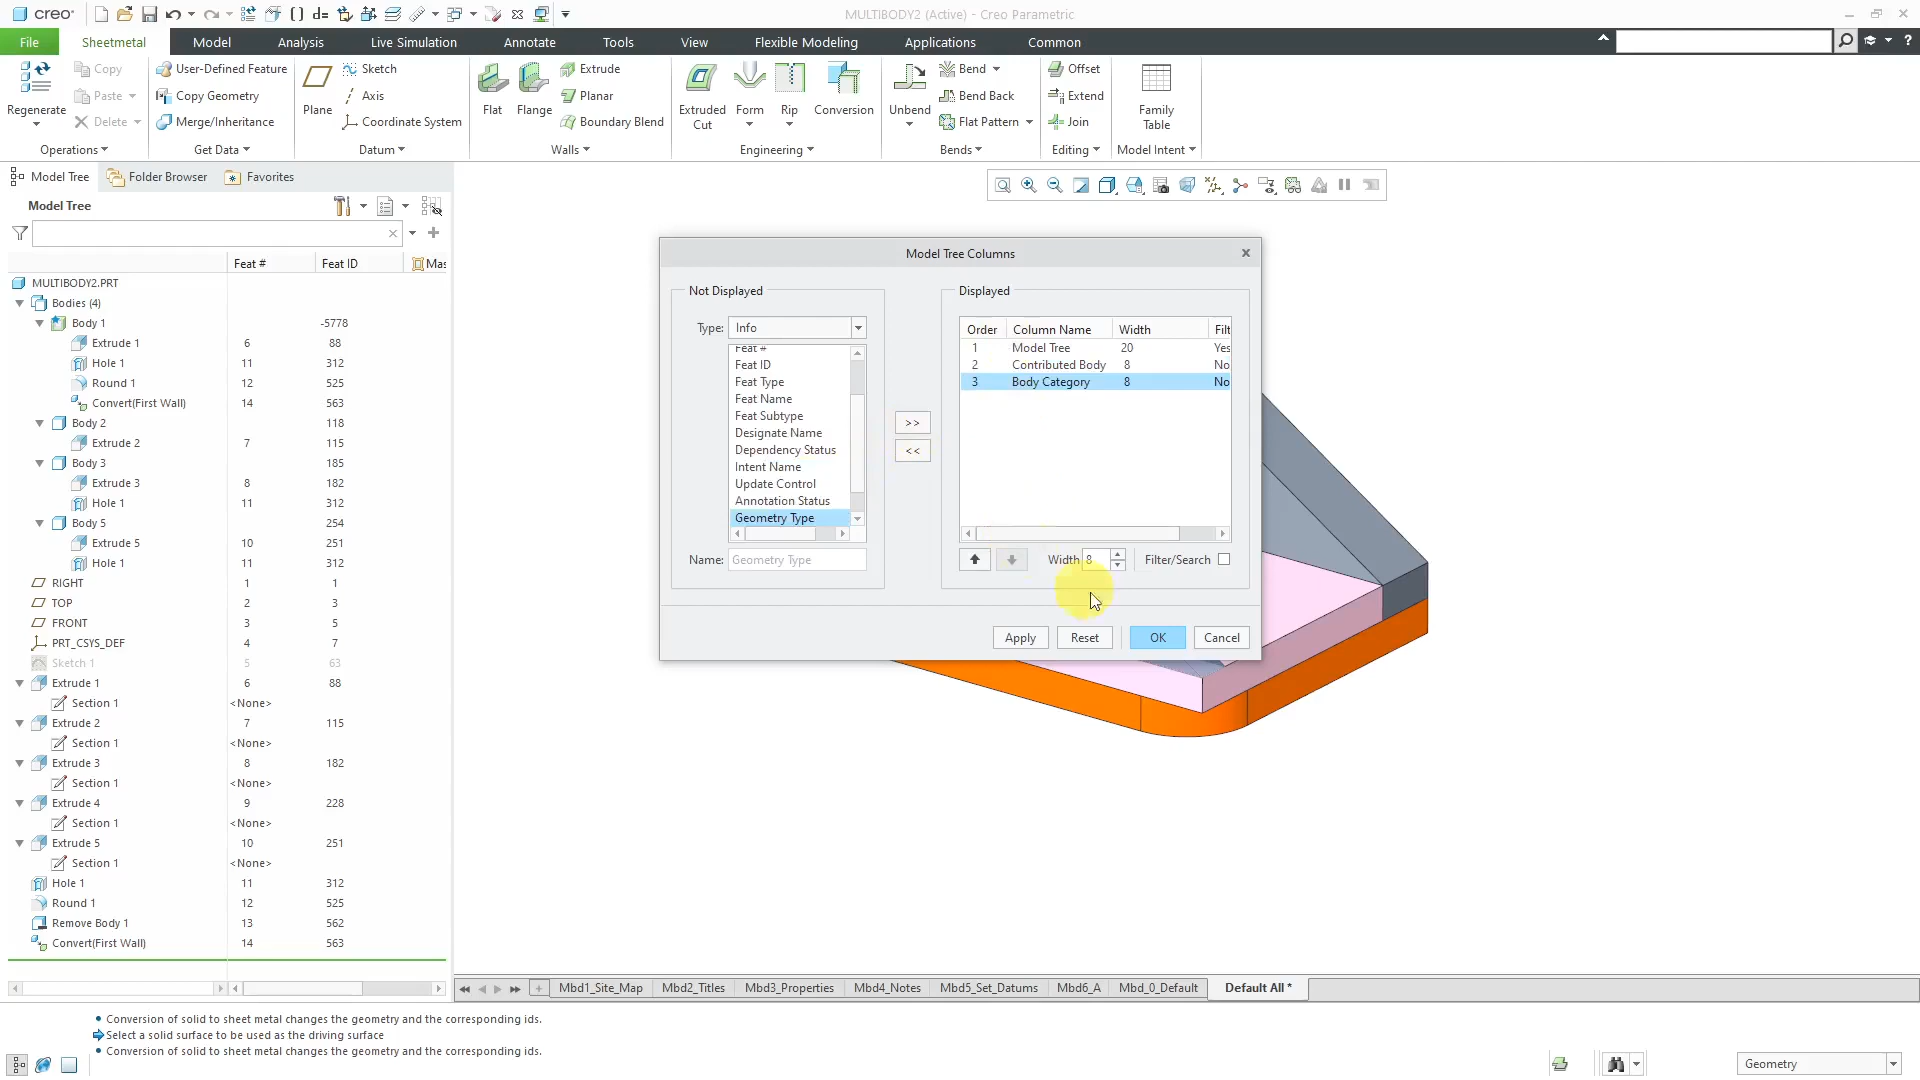 creo
MULTIBODY2 (Active) - Creo Parametric
File
Sheetmetal
Model
Analysis
Live Simulation
Annotate
Tools
View
Flexible Modeling
Applications
Common
Regenerate
Copy
Paste
Delete
Operations
User-Defined Feature
Copy Geometry
Merge/Inheritance
Get Data
Plane
Sketch
Axis
Coordinate System
Datum
Flat
Flange
Extrude
Planar
Boundary Blend
Walls
Extruded Cut
Form
Rip
Conversion
Engineering
Unbend
Bend
Bend Back
Flat Pattern
Bends
Offset
Extend
Join
Editing
Family Table
Model Intent
Model Tree
Folder Browser
Favorites
Model Tree
Feat # Feat ID Mas
MULTIBODY2.PRT
Bodies (4)
Body 1 -5778
Extrude 1 6 88
Hole 1 11 312
Round 1 12 525
Convert(First Wall) 14 563
Body 2 118
Extrude 2 7 115
Body 3 185
Extrude 3 8 182
Hole 1 11 312
Body 5 254
Extrude 5 10 251
Hole 1 11 312
RIGHT 1 1
TOP 2 3
FRONT 3 5
PRT_CSYS_DEF 4 7
Sketch 1 5 63
Extrude 1 6 88
Section 1 <None>
Extrude 2 7 115
Section 1 <None>
Extrude 3 8 182
Section 1 <None>
Extrude 4 9 228
Section 1 <None>
Extrude 5 10 251
Section 1 <None>
Hole 1 11 312
Round 1 12 525
Remove Body 1 13 562
Convert(First Wall) 14 563
Model Tree Columns
Not Displayed
Type: Info
Feat #
Feat ID
Feat Type
Feat Name
Feat Subtype
Designate Name
Dependency Status
Intent Name
Update Control
Annotation Status
Geometry Type
Name: Geometry Type
>>
<<
Displayed
Order Column Name Width Filt
1 Model Tree 20 Yes
2 Contributed Body 8 No
3 Body Category 8 No
Width 8 Filter/Search
Apply Reset OK Cancel
Mbd1_Site_Map Mbd2_Titles Mbd3_Properties Mbd4_Notes Mbd5_Set_Datums Mbd6_A Mbd_0_Default Default All *
• Conversion of solid to sheet metal changes the geometry and the corresponding ids.
Select a solid surface to be used as the driving surface
• Conversion of solid to sheet metal changes the geometry and the corresponding ids.
Geometry